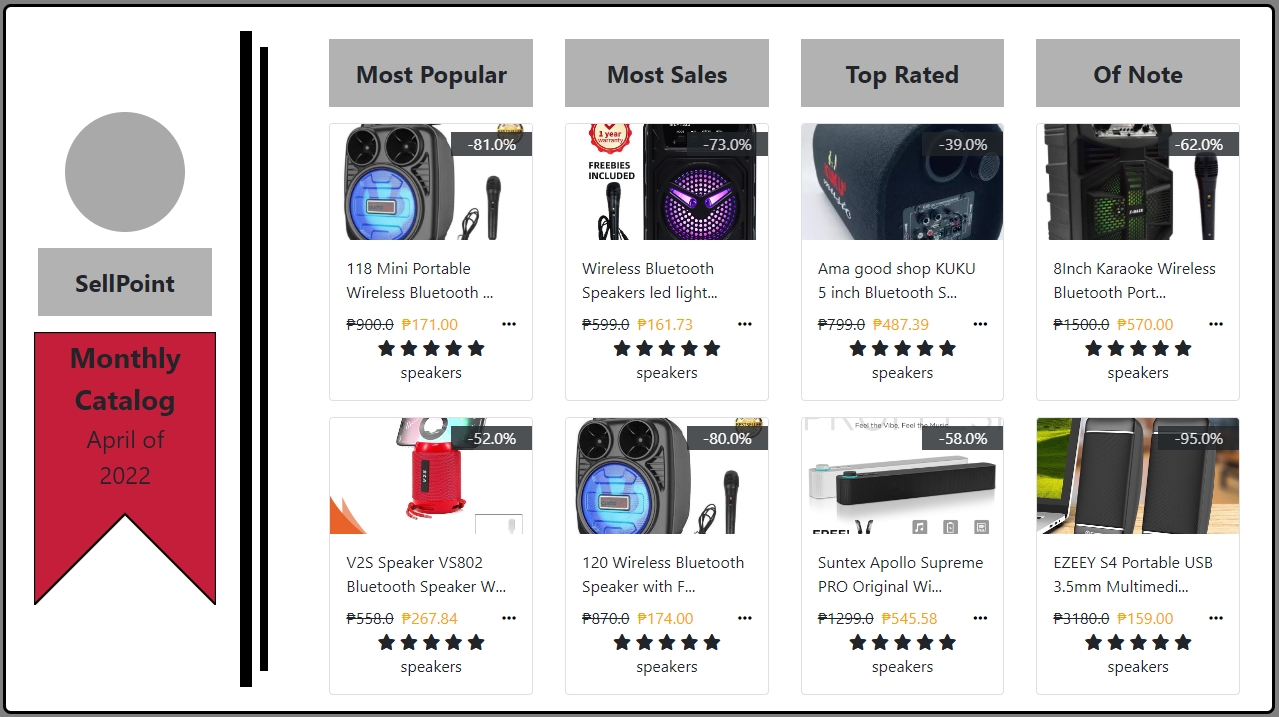 SellPoint
Monthly
Catalog
April of
2022
Most Popular
-81.0%
118 Mini Portable
Wireless Bluetooth ...
₱900.0 ₱171.00 •••
speakers
-52.0%
V2S
V2S Speaker VS802
Bluetooth Speaker W...
₱558.0 ₱267.84 •••
speakers
Most Sales
1 year
warranty
FREEBIES
INCLUDED
-73.0%
Wireless Bluetooth
Speakers led light...
₱599.0 ₱161.73 •••
speakers
-80.0%
120 Wireless Bluetooth
Speaker with F...
₱870.0 ₱174.00 •••
speakers
Top Rated
-39.0%
Ama good shop KUKU
5 inch Bluetooth S...
₱799.0 ₱487.39 •••
speakers
Feel the Vibe, Feel the Music
-58.0%
Suntex Apollo Supreme
PRO Original Wi...
₱1299.0 ₱545.58 •••
speakers
Of Note
-62.0%
8Inch Karaoke Wireless
Bluetooth Port...
₱1500.0 ₱570.00 •••
speakers
-95.0%
EZEEY S4 Portable USB
3.5mm Multimedi...
₱3180.0 ₱159.00 •••
speakers